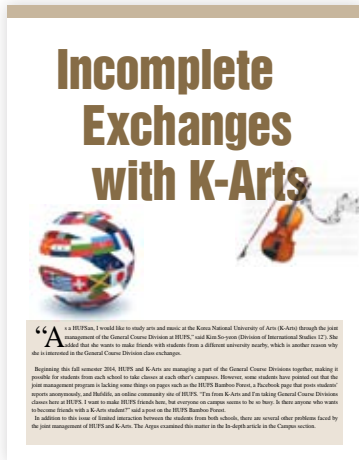 Incomplete
Exchanges
with K-Arts
“As a HUFSan, I would like to study arts and music at the Korea National University of Arts (K-Arts) through the joint
management of the General Course Division at HUFS,” said Kim So-yeon (Division of International Studies 12’). She
added that she wants to make friends with students from a different university nearby, which is another reason why
she is interested in the General Course Division class exchanges.
Beginning this fall semester 2014, HUFS and K-Arts are managing a part of the General Course Divisions together, making it
possible for students from each school to take classes at each other’s campuses. However, some students have pointed out that the
joint management program is lacking some things on pages such as the HUFS Bamboo Forest, a Facebook page that posts students’
reports anonymously, and Hufslife, an online community site of HUFS. “I’m from K-Arts and I’m taking General Course Divisions
classes here at HUFS. I want to make HUFS friends here, but everyone on campus seems to be so busy. Is there anyone who wants
to become friends with a K-Arts student?” said a post on the HUFS Bamboo Forest.
In addition to this issue of limited interaction between the students from both schools, there are several other problems faced by
the joint management of HUFS and K-Arts. The Argus examined this matter in the In-depth article in the Campus section.